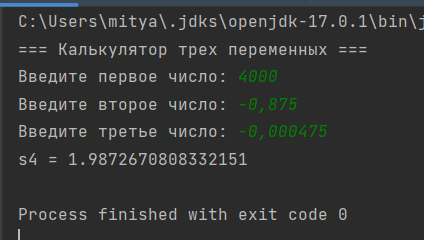 C:\Users\mitya\.jdks\openjdk-17.0.1\bin\j
=== Калькулятор трех переменных ===
Введите первое число: 4000
Введите второе число: -0,875
Введите третье число: -0,000475
s4 = 1.9872670808332151
Process finished with exit code 0